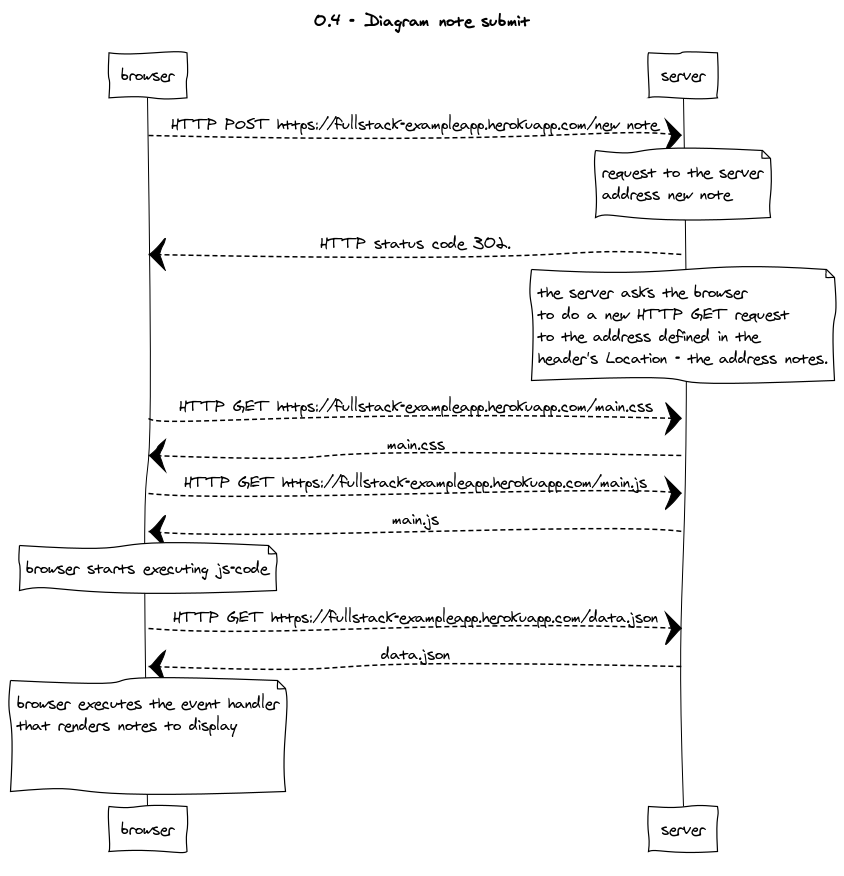 0.4 - Diagram note submit
browser
server
HTTP POST https://fullstack-exampleapp.herokuapp.com/new note
request to the server
address new note
HTTP status code 302.
the server asks the browser
to do a new HTTP GET request
to the address defined in the
header's Location - the address notes.
HTTP GET https://fullstack-exampleapp.herokuapp.com/main.css
main.css
HTTP GET https://fullstack-exampleapp.herokuapp.com/main.js
main.js
browser starts executing js-code
HTTP GET https://fullstack-exampleapp.herokuapp.com/data.json
data.json
browser executes the event handler
that renders notes to display
browser
server